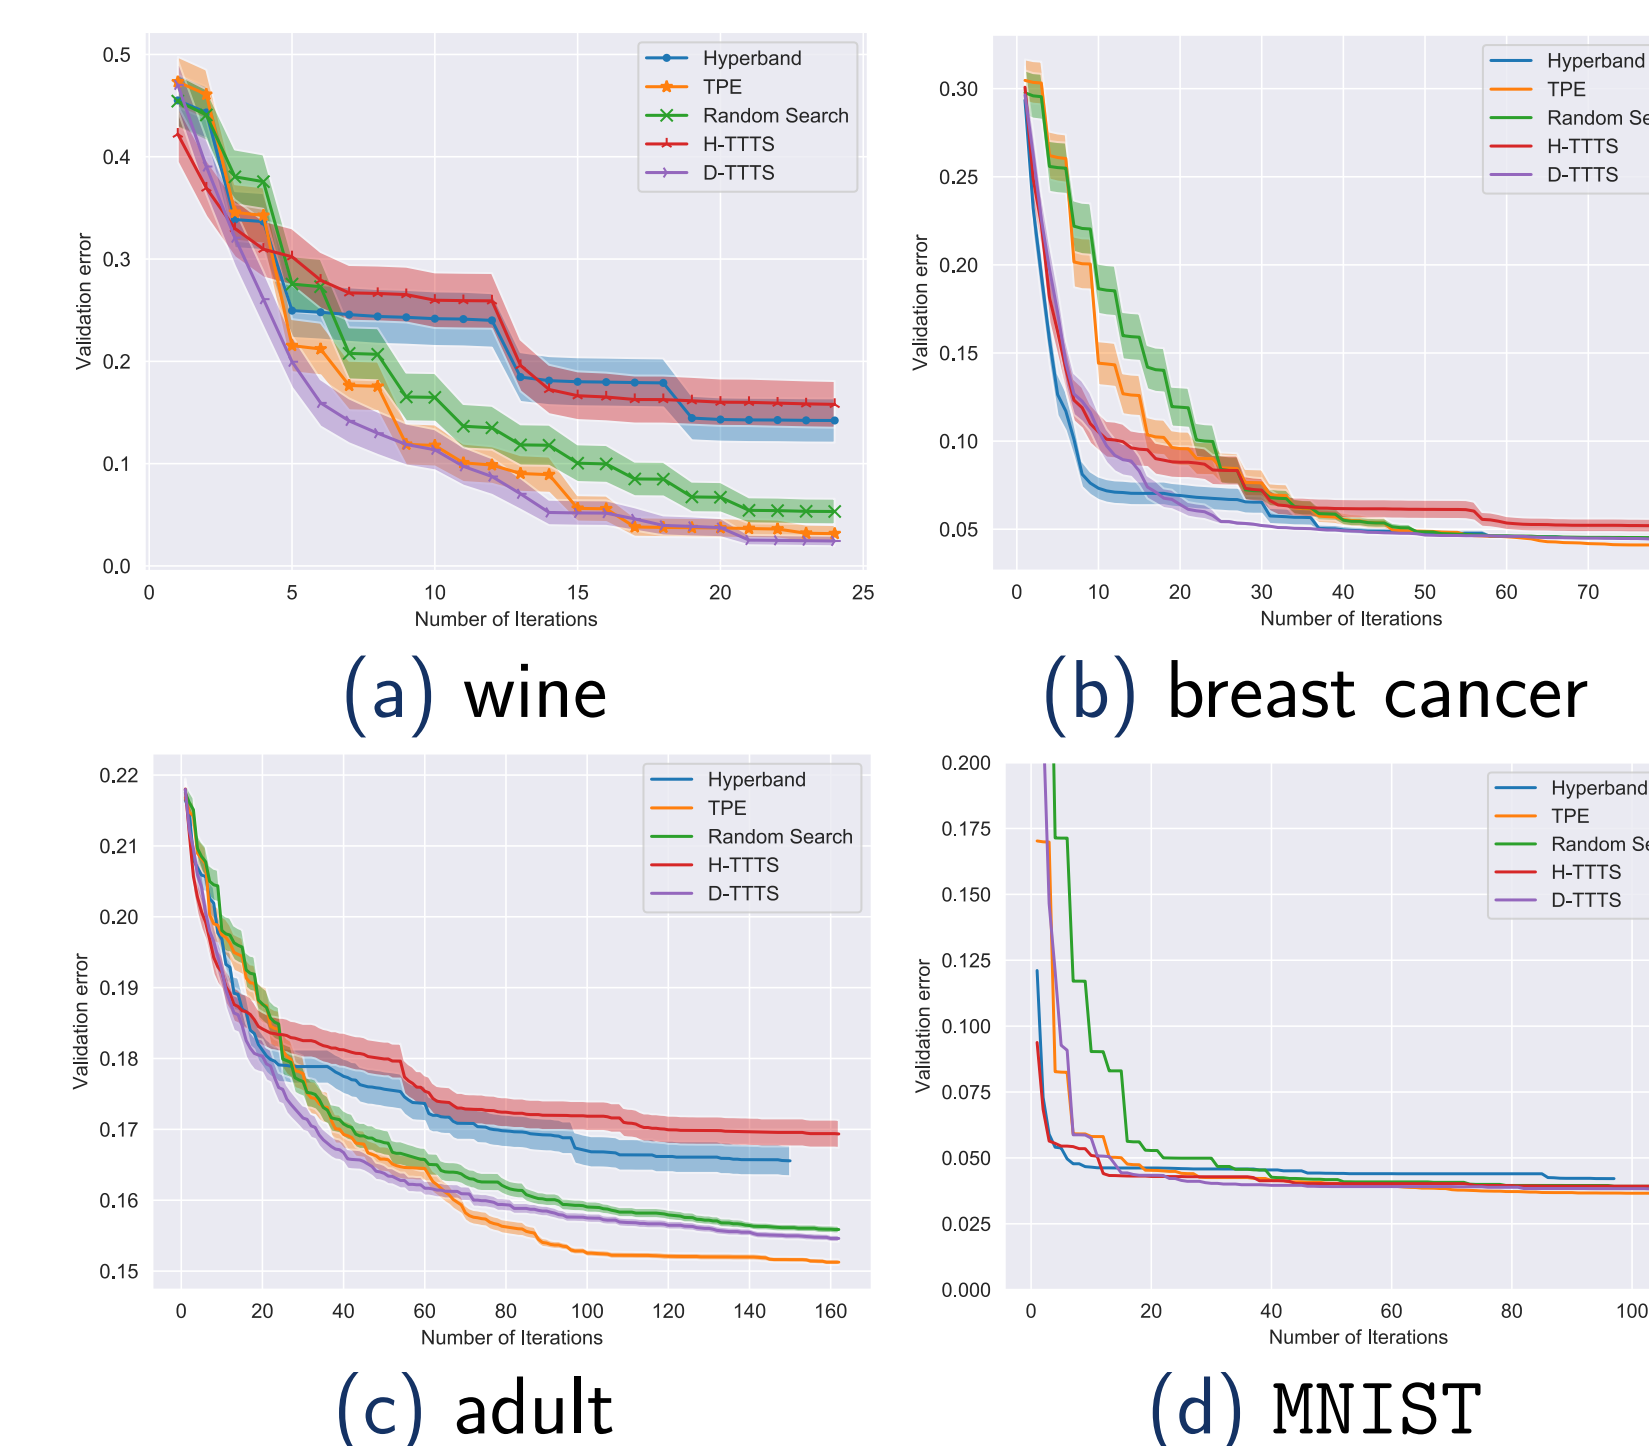 0.5
0.4
0.3
0.2
0.1
0.0
Validation error
Hyperband
TPE
Random Search
H-TTTS
D-TTTS
0 5 10 15 20 25
Number of Iterations
(a) wine
0.30
0.25
0.20
0.15
0.10
0.05
Validation error
Hyperband
TPE
Random Se
H-TTTS
D-TTTS
0 10 20 30 40 50 60 70
Number of Iterations
(b) breast cancer
0.22
0.21
0.20
0.19
0.18
0.17
0.16
0.15
Validation error
Hyperband
TPE
Random Search
H-TTTS
D-TTTS
0 20 40 60 80 100 120 140 160
Number of Iterations
(c) adult
0.200
0.175
0.150
0.125
0.100
0.075
0.050
0.025
0.000
Validation error
Hyperband
TPE
Random Se
H-TTTS
D-TTTS
0 20 40 60 80 100
Number of Iterations
(d) MNIST